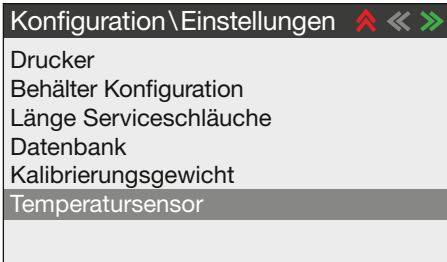 Konfiguration\Einstellungen
Drucker
Behälter Konfiguration
Länge Serviceschläuche
Datenbank
Kalibrierungsgewicht
Temperatursensor